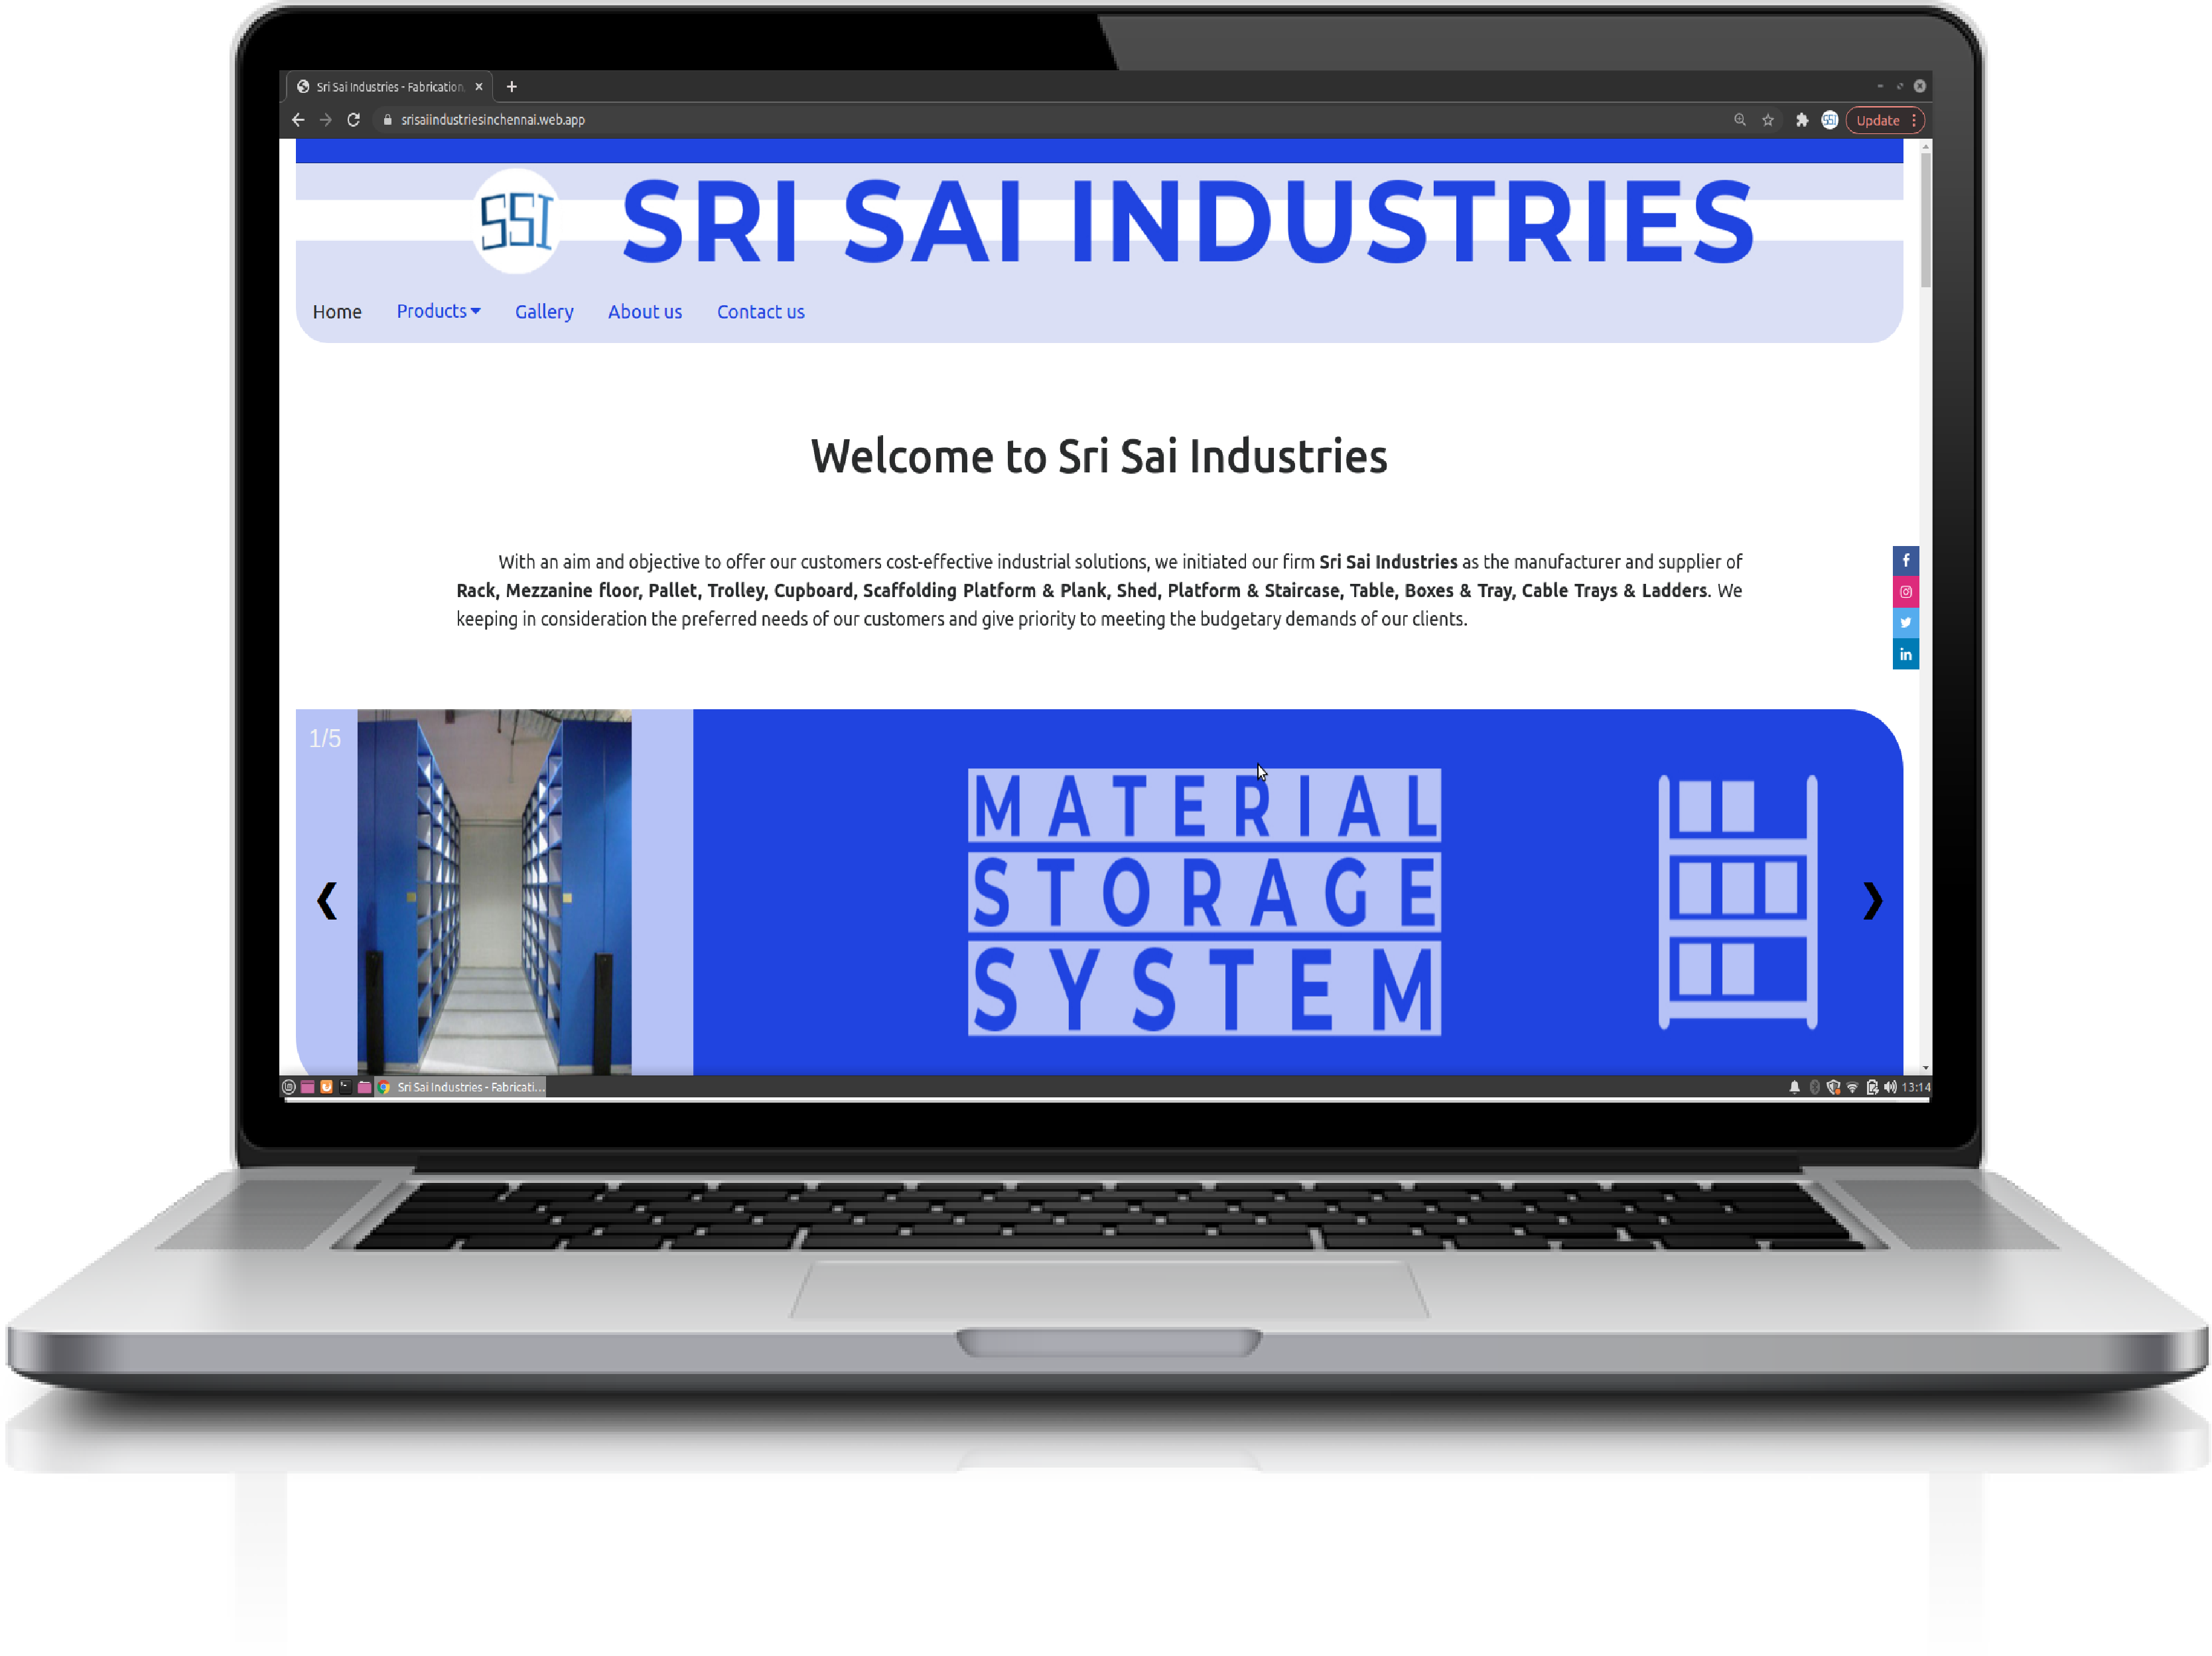 Sri Sai Industries - Fabrication,
srisaiindustriesinchennai.web.app
SSI
Update
SSI SRI SAI INDUSTRIES
Home Products Gallery About us Contact us
Welcome to Sri Sai Industries
With an aim and objective to offer our customers cost-effective industrial solutions, we initiated our firm Sri Sai Industries as the manufacturer and supplier of
Rack, Mezzanine floor, Pallet, Trolley, Cupboard, Scaffolding Platform & Plank, Shed, Platform & Staircase, Table, Boxes & Tray, Cable Trays & Ladders. We
keeping in consideration the preferred needs of our customers and give priority to meeting the budgetary demands of our clients.
f
in
1/5
MATERIAL
STORAGE
SYSTEM
Sri Sai Industries - Fabricati...
13:14